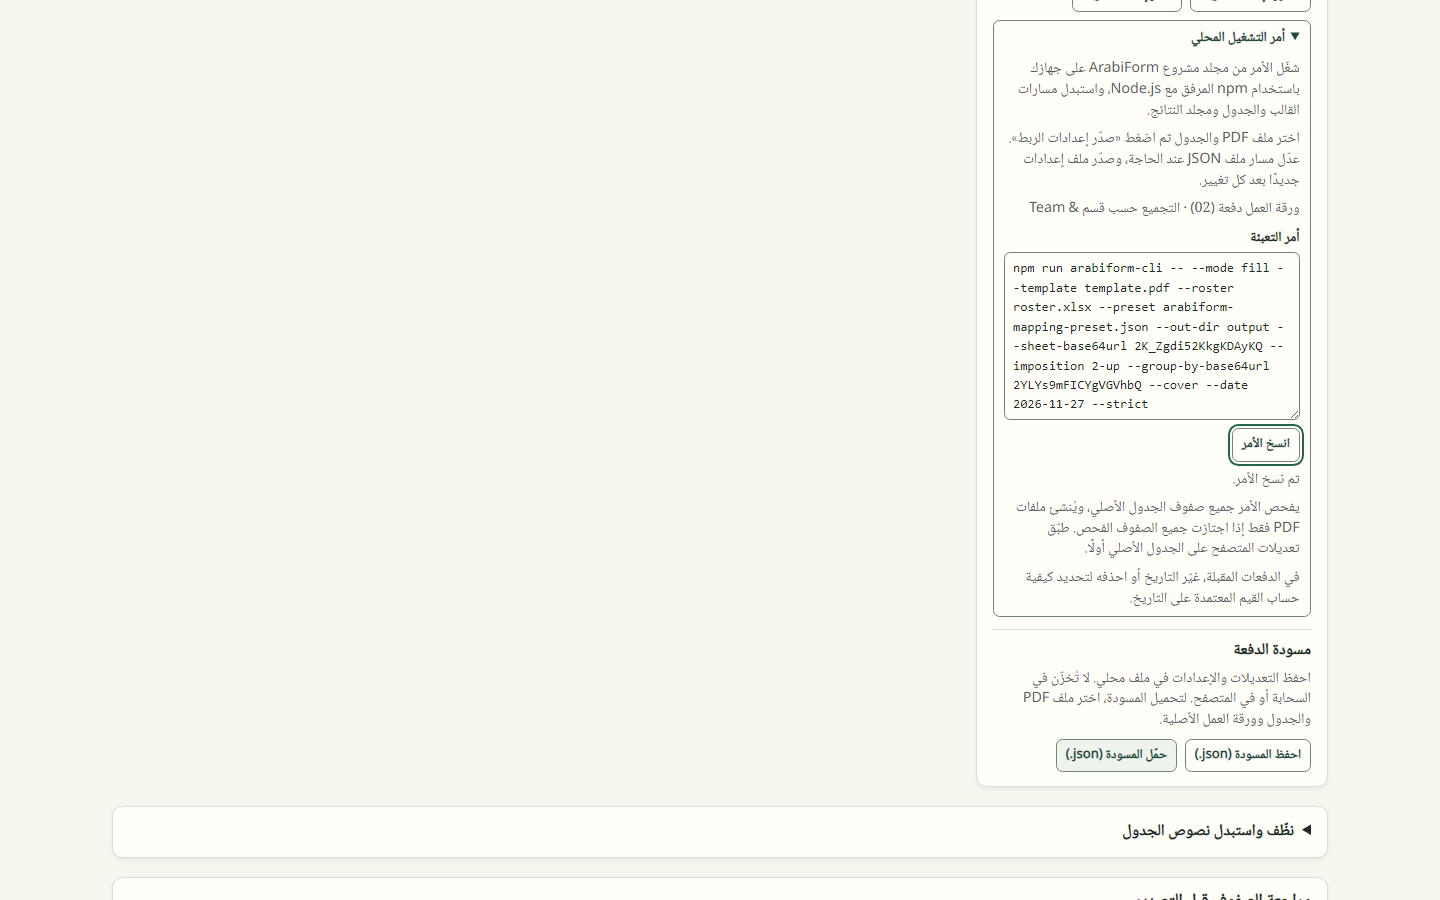 أمر التشغيل المحلي
شغّل الأمر من مجلد مشروع ArabiForm على جهازك
باستخدام npm المرفق مع Node.js، واستبدل مسارات
القالب والجدول ومجلد النتائج.
اختر ملف PDF والجدول ثم اضغط «صدّر إعدادات الربط».
عدّل مسار ملف JSON عند الحاجة، وصدّر ملف إعدادات
جديدًا بعد كل تغيير.
ورقة العمل دفعة (02) · التجميع حسب قسم & Team
أمر التعبئة
npm run arabiform-cli -- --mode fill -
-template template.pdf --roster
roster.xlsx --preset arabiform-
mapping-preset.json --out-dir output -
-sheet-base64url 2K_Zgdi52KkgKDAyKQ --
imposition 2-up --group-by-base64url
2YLYs9mFICYgVGVhbQ --cover --date
2026-11-27 --strict
انسخ الأمر
تم نسخ الأمر.
يفحص الأمر جميع صفوف الجدول الأصلي، ويُنشئ ملفات
PDF فقط إذا اجتازت جميع الصفوف الفحص. طبّق
تعديلات المتصفح على الجدول الأصلي أولًا.
في الدفعات المقبلة، غيّر التاريخ أو احذفه لتحديد كيفية
حساب القيم المعتمدة على التاريخ.
مسودة الدفعة
احفظ التعديلات والإعدادات في ملف محلي. لا تُخزّن في
السحابة أو في المتصفح. لتحميل المسودة، اختر ملف PDF
والجدول وورقة العمل الأصلية.
احفظ المسودة (json.)
حمّل المسودة (json.)
نظّف واستبدل نصوص الجدول